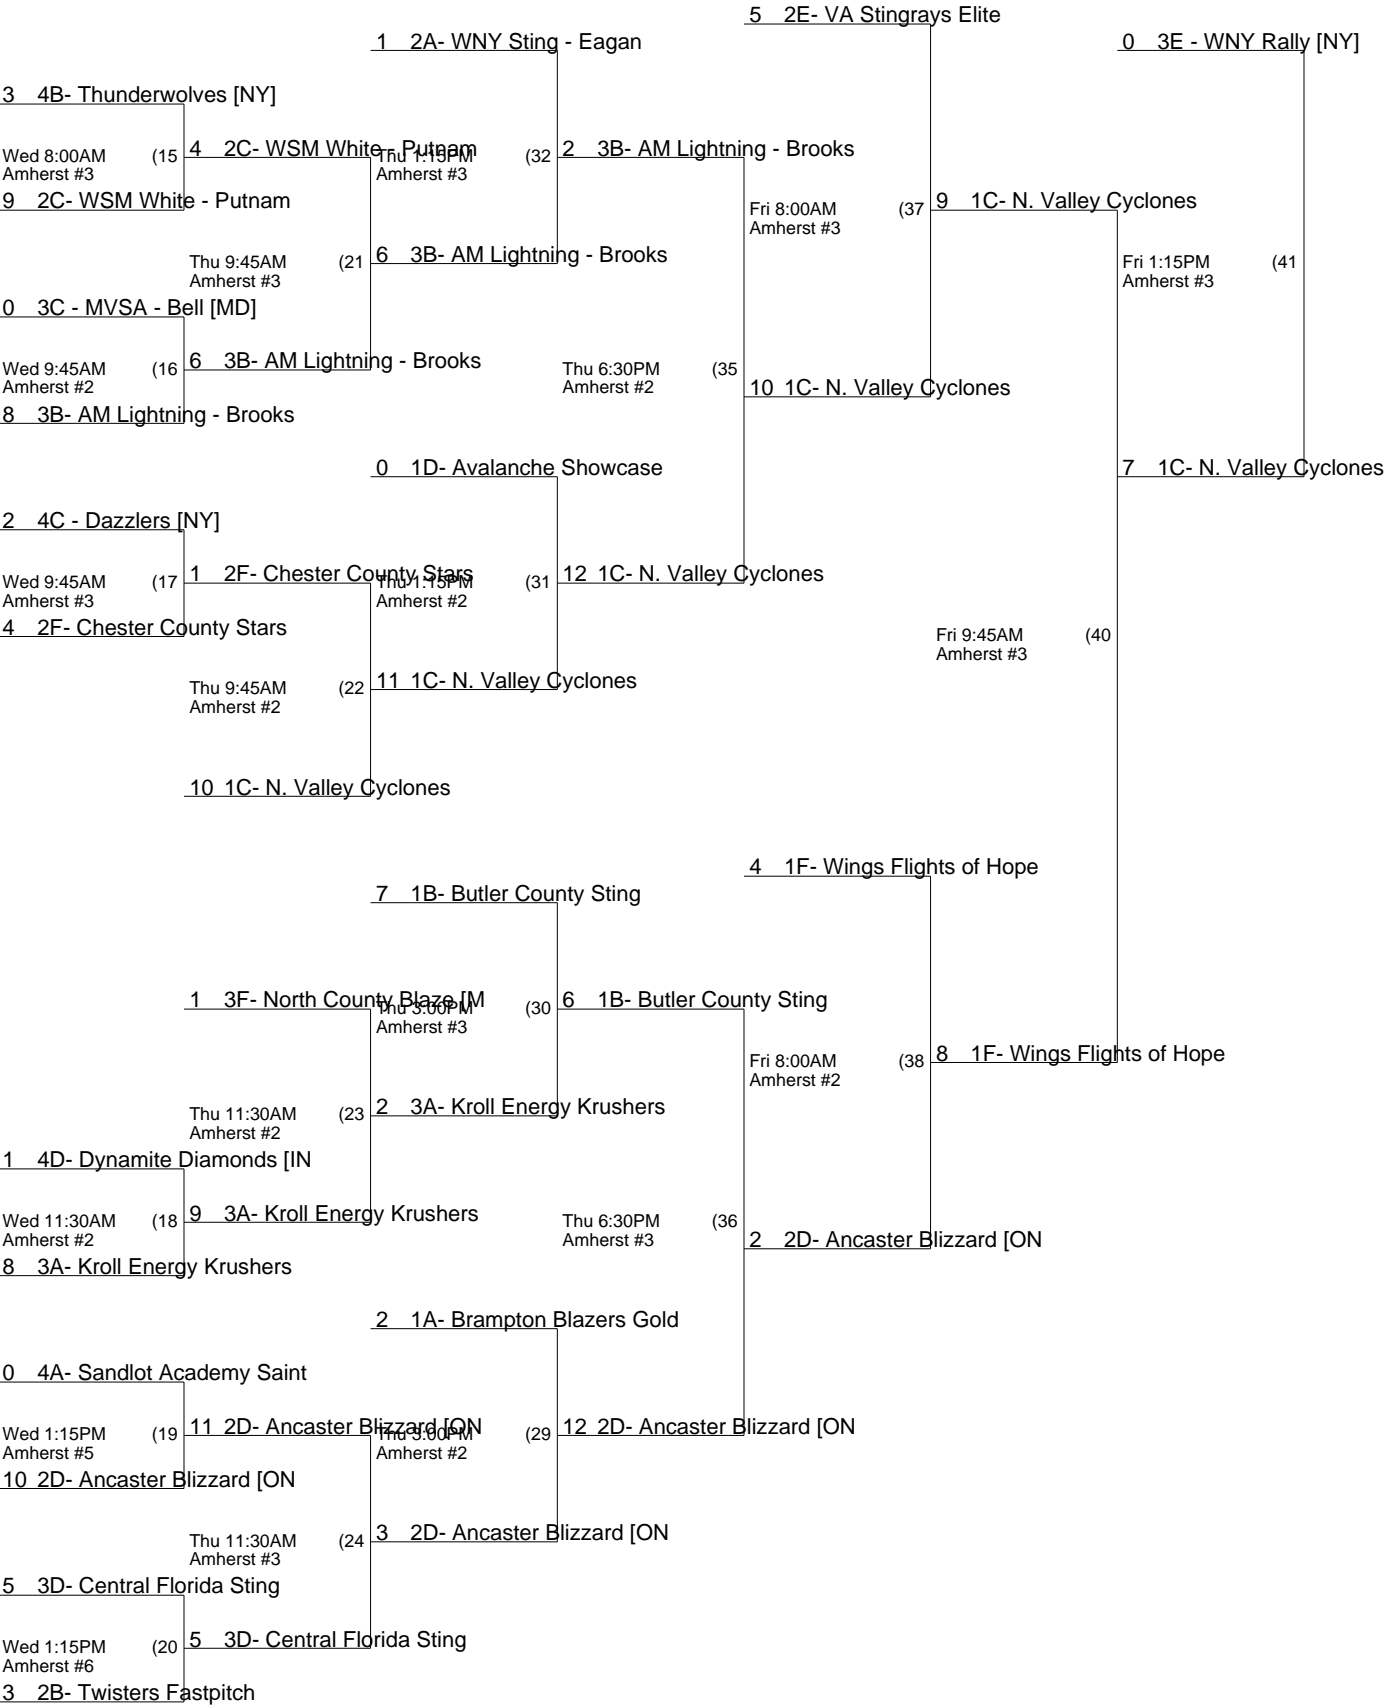 5 2E- VA Stingrays Elite
1 2A- WNY Sting - Eagan
0 3E - WNY Rally [NY]
3 4B- Thunderwolves [NY]
Wed 8:00AM (15
Amherst #3
4 2C- WSM White - Putnam
Thu 1:15PM (32
Amherst #3
2 3B- AM Lightning - Brooks
9 2C- WSM White - Putnam
Fri 8:00AM (37
Amherst #3
9 1C- N. Valley Cyclones
Thu 9:45AM (21
Amherst #3
6 3B- AM Lightning - Brooks
Fri 1:15PM (41
Amherst #3
0 3C - MVSA - Bell [MD]
Wed 9:45AM (16
Amherst #2
6 3B- AM Lightning - Brooks
Thu 6:30PM (35
Amherst #2
10 1C- N. Valley Cyclones
8 3B- AM Lightning - Brooks
0 1D- Avalanche Showcase
7 1C- N. Valley Cyclones
2 4C - Dazzlers [NY]
Wed 9:45AM (17
Amherst #3
1 2F- Chester County Stars
Thu 1:15PM (31
Amherst #2
12 1C- N. Valley Cyclones
4 2F- Chester County Stars
Fri 9:45AM (40
Amherst #3
Thu 9:45AM (22
Amherst #2
11 1C- N. Valley Cyclones
10 1C- N. Valley Cyclones
4 1F- Wings Flights of Hope
7 1B- Butler County Sting
1 3F- North County Blaze [M
Thu 3:00PM (30
Amherst #3
6 1B- Butler County Sting
Fri 8:00AM (38
Amherst #2
8 1F- Wings Flights of Hope
Thu 11:30AM (23
Amherst #2
2 3A- Kroll Energy Krushers
1 4D- Dynamite Diamonds [IN
Wed 11:30AM (18
Amherst #2
9 3A- Kroll Energy Krushers
Thu 6:30PM (36
Amherst #3
2 2D- Ancaster Blizzard [ON
8 3A- Kroll Energy Krushers
2 1A- Brampton Blazers Gold
0 4A- Sandlot Academy Saint
Wed 1:15PM (19
Amherst #5
11 2D- Ancaster Blizzard [ON
Thu 3:00PM (29
Amherst #2
12 2D- Ancaster Blizzard [ON
10 2D- Ancaster Blizzard [ON
Thu 11:30AM (24
Amherst #3
3 2D- Ancaster Blizzard [ON
5 3D- Central Florida Sting
Wed 1:15PM (20
Amherst #6
5 3D- Central Florida Sting
3 2B- Twisters Fastpitch